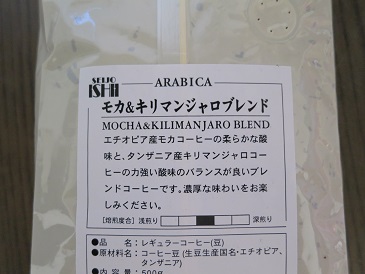 SEIJO
ISHII
ARABICA
モカ&キリマンジャロブレンド
MOCHA&KILIMANJARO BLEND
エチオピア産モカコーヒーの柔らかな酸
味と、タンザニア産キリマンジャロコー
ヒーの力強い酸味のバランスが良いブレ
ンドコーヒーです。濃厚な味わいをお楽
しみください。
[焙煎度合] 浅煎り 深煎り
●品 名:レギュラーコーヒー(豆)
●原材料名:コーヒー豆 (生豆生産国名・エチオピア、
タンザニア)
●内 容 量:500g